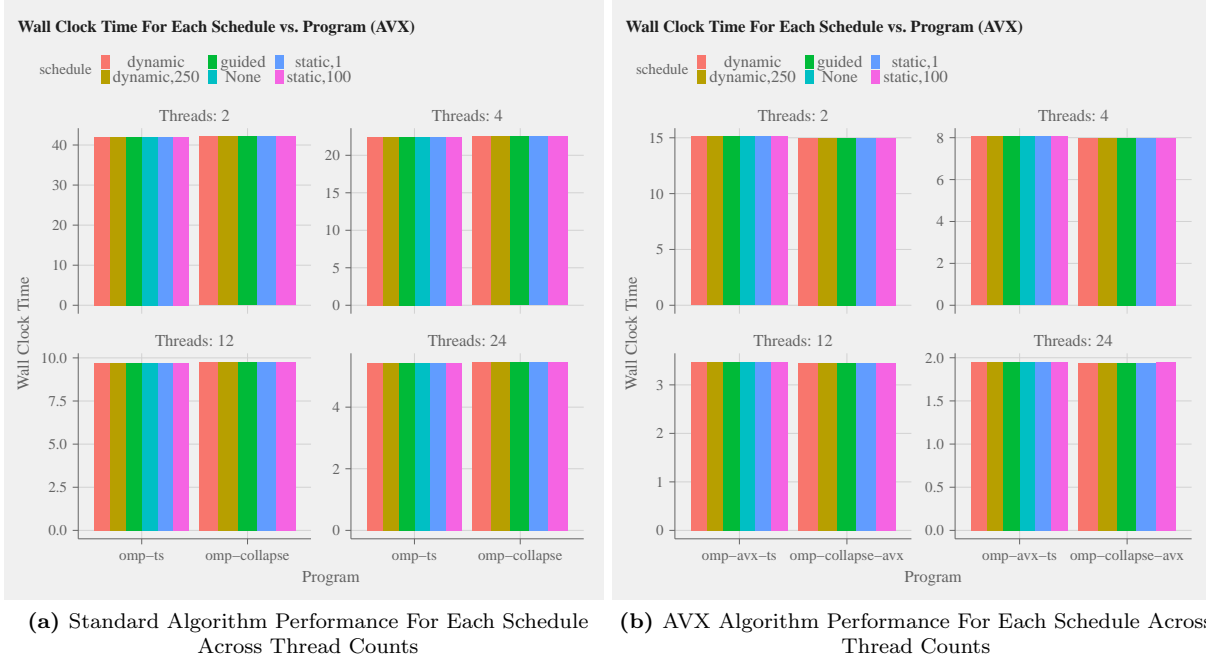 Wall Clock Time For Each Schedule vs. Program (AVX)
schedule
dynamic
guided
static,1
dynamic,250
None
static,100
Threads: 2
Threads: 4
40
30
20
10
0
20
15
10
5
0
Threads: 12
Threads: 24
10.0
7.5
5.0
2.5
0.0
4
2
0
Wall Clock Time
omp−ts
omp−collapse
omp−ts
omp−collapse
Program
(a) Standard Algorithm Performance For Each Schedule
Across Thread Counts
Wall Clock Time For Each Schedule vs. Program (AVX)
schedule
dynamic
guided
static,1
dynamic,250
None
static,100
Threads: 2
Threads: 4
15
10
5
0
8
6
4
2
0
Threads: 12
Threads: 24
3
2
1
0
2.0
1.5
1.0
0.5
0.0
Wall Clock Time
omp−avx−ts
omp−collapse−avx
omp−avx−ts
omp−collapse−avx
Program
(b) AVX Algorithm Performance For Each Schedule Across
Thread Counts